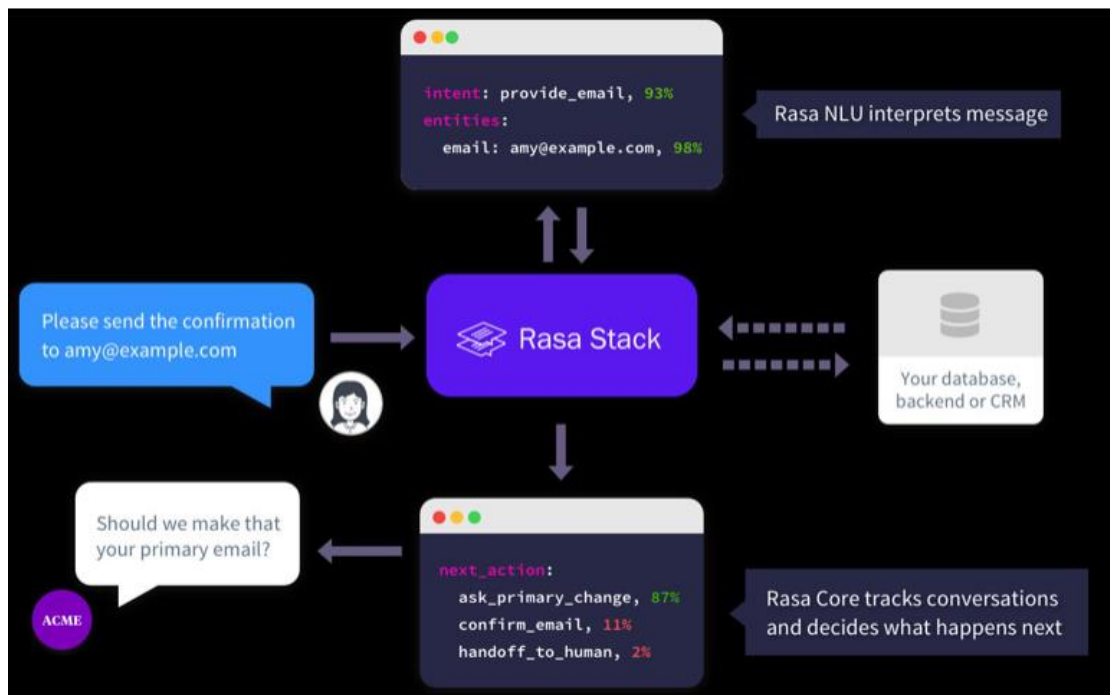 intent: provide_email, 93%
entities:
email: amy@example.com, 98%
Rasa NLU interprets message
Please send the confirmation
to amy@example.com
Rasa Stack
Your database,
backend or CRM
Should we make that
your primary email?
ACME
next_action:
ask_primary_change, 87%
confirm_email, 11%
handoff_to_human, 2%
Rasa Core tracks conversations
and decides what happens next